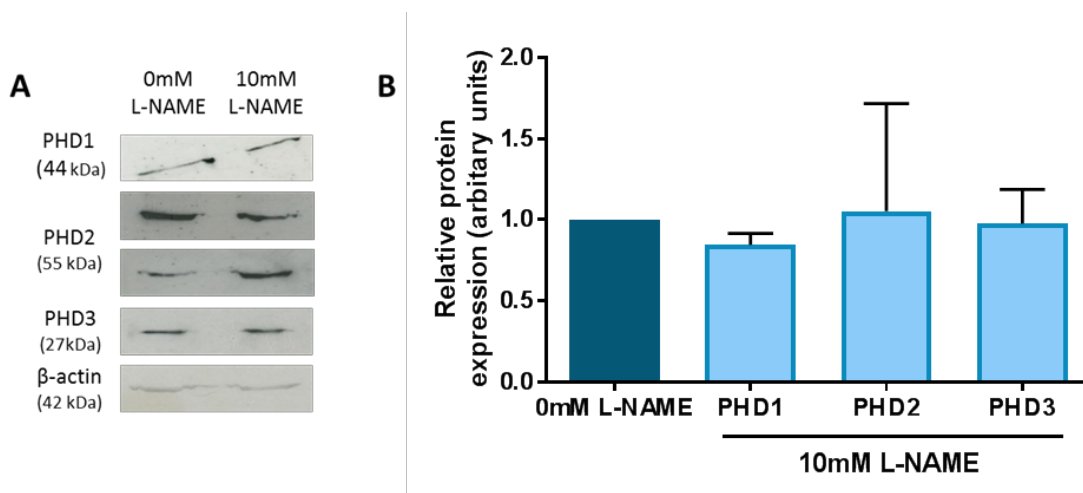 A
0mM
L-NAME
10mM
L-NAME
PHD1
(44 kDa)
PHD2
(55 kDa)
PHD3
(27kDa)
β-actin
(42 kDa)
B
Relative protein
expression (arbitary units)
2.0
1.5
1.0
0.5
0.0
0mM L-NAME PHD1 PHD2 PHD3
10mM L-NAME